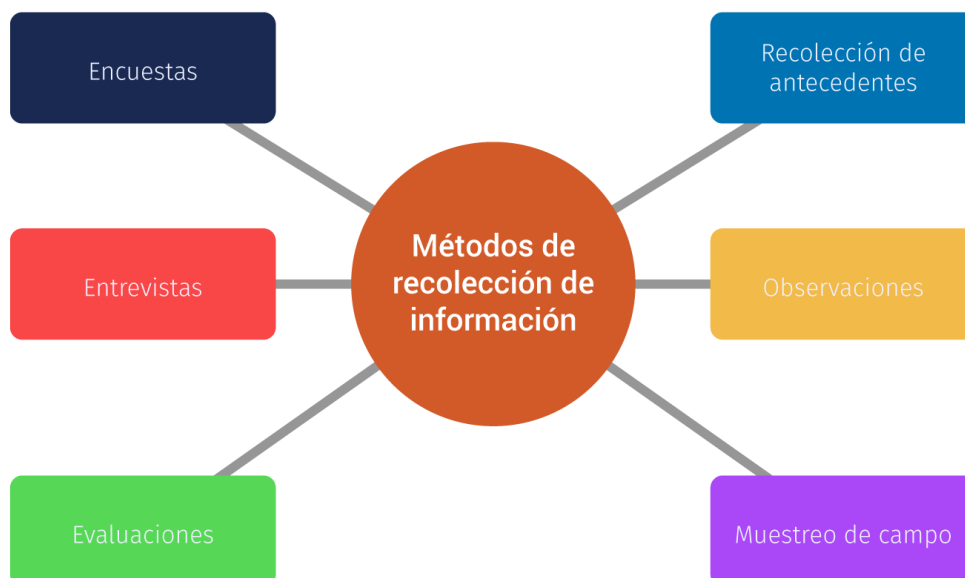 Encuestas
Recolección de
antecedentes
Métodos de
recolección de
información
Entrevistas
Observaciones
Evaluaciones
Muestreo de campo